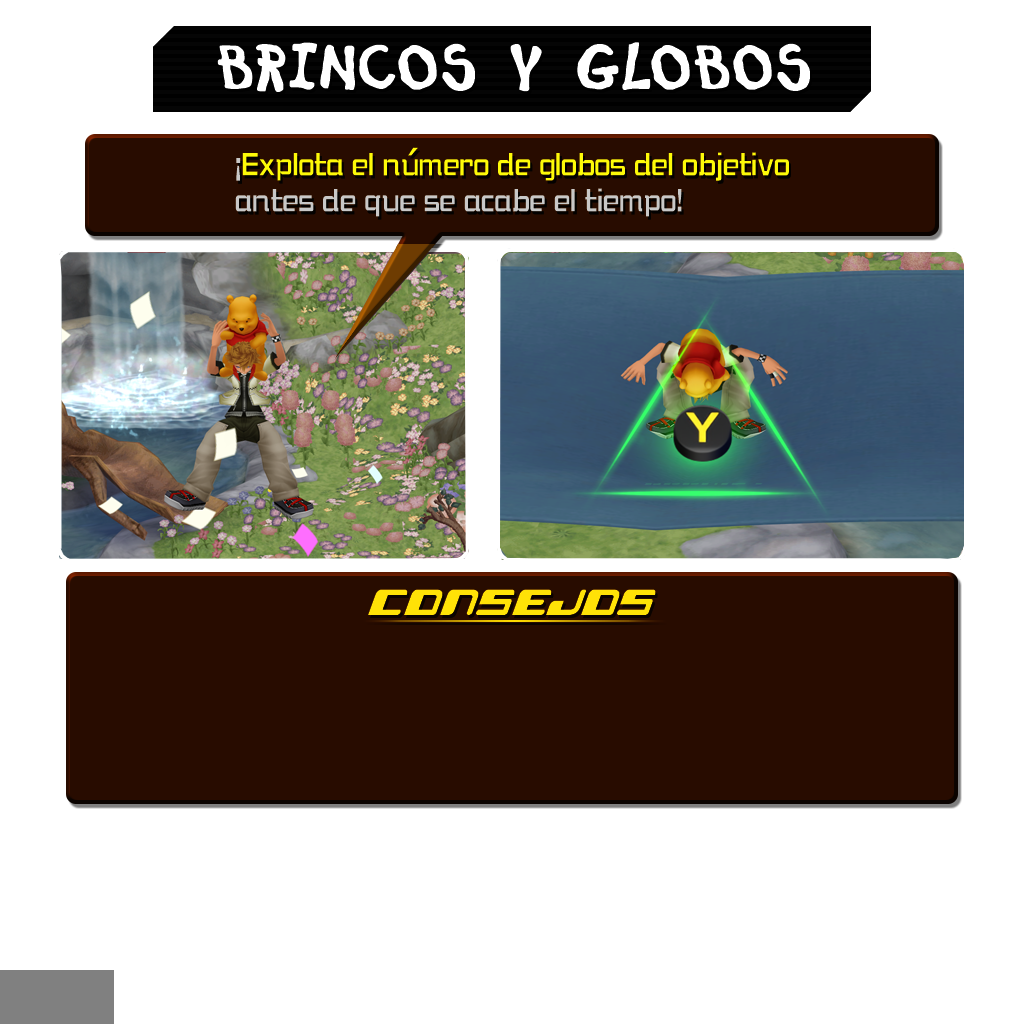 BRINCOS Y GLOBOS
¡Explota el número de globos del objetivo
antes de que se acabe el tiempo!
Y
CONSEJOS